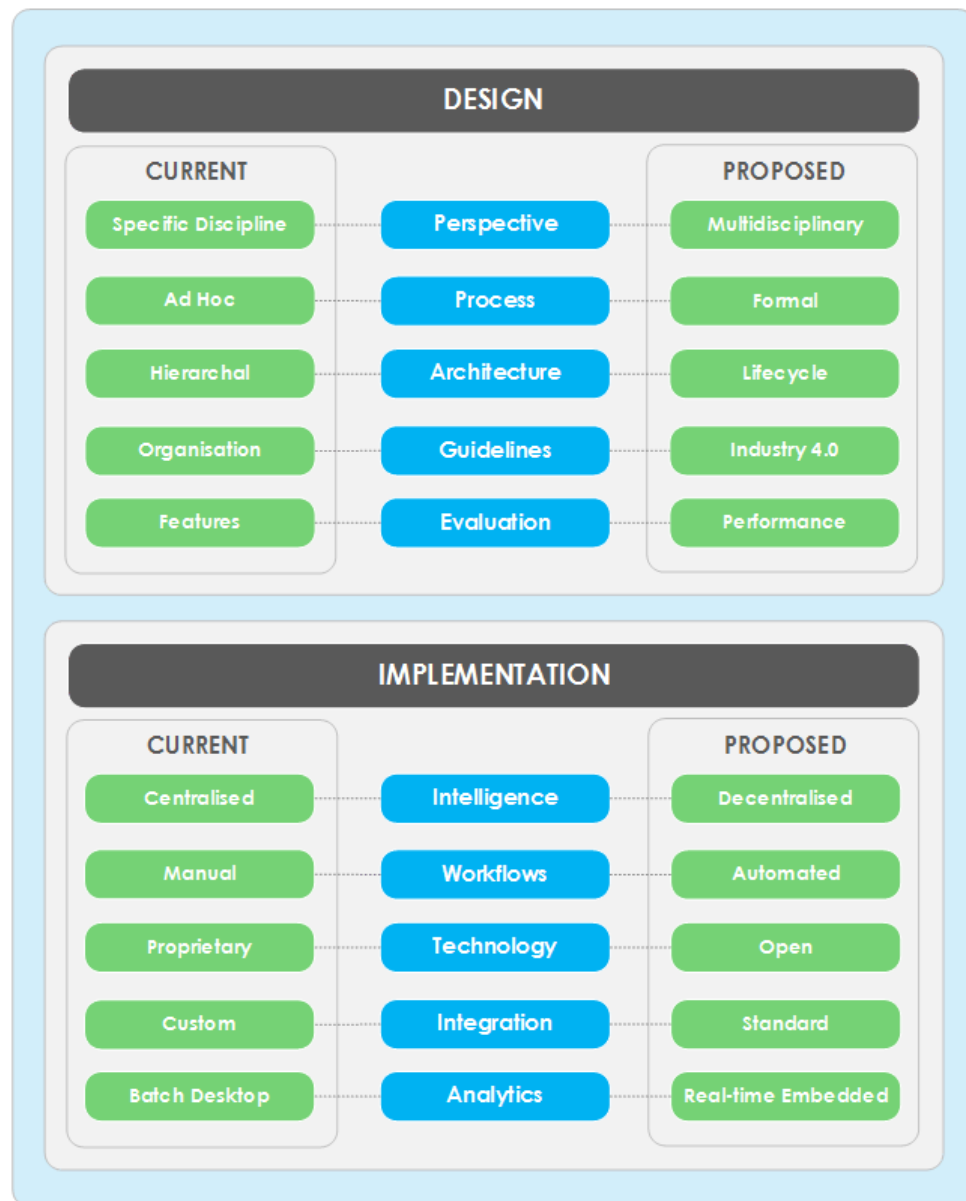 DESIGN
CURRENT PROPOSED
Specific Discipline Perspective Multidisciplinary
Ad Hoc Process Formal
Hierarchal Architecture Lifecycle
Organisation Guidelines Industry 4.0
Features Evaluation Performance
IMPLEMENTATION
CURRENT PROPOSED
Centralised Intelligence Decentralised
Manual Workflows Automated
Proprietary Technology Open
Custom Integration Standard
Batch Desktop Analytics Real-time Embedded